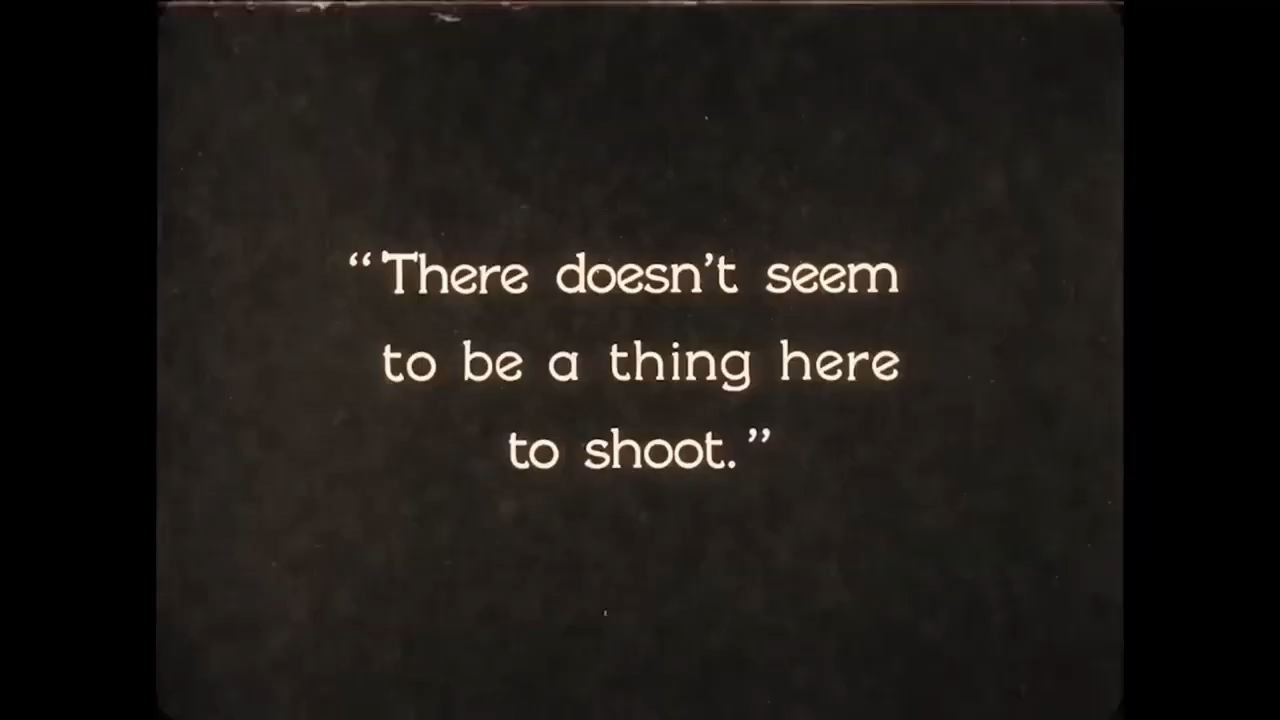 “There doesn’t seem
to be a thing here
to shoot.”